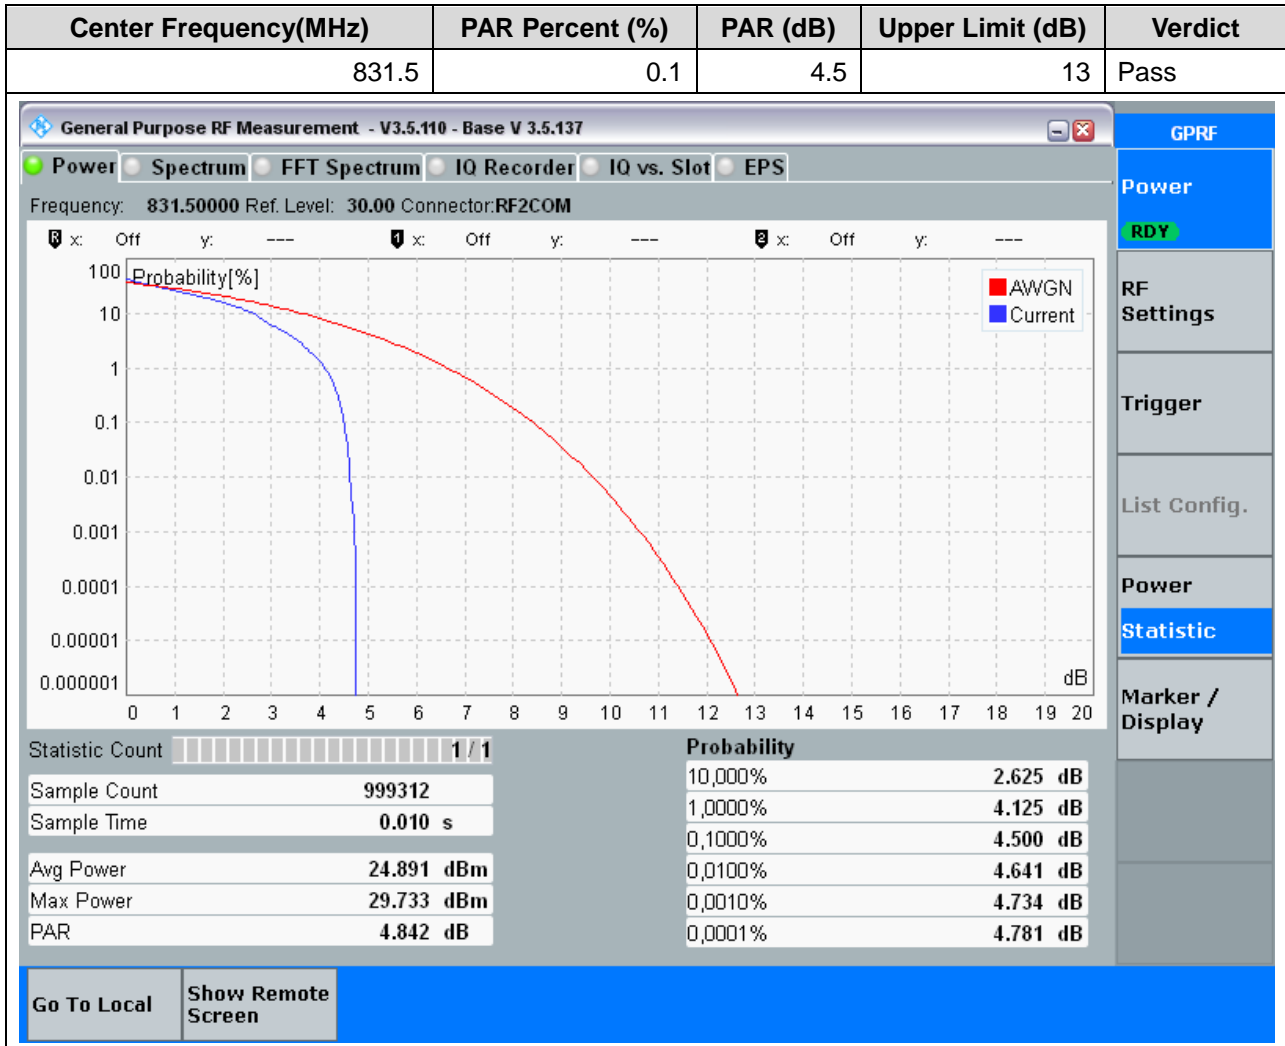 Center Frequency(MHz) PAR Percent (%) PAR (dB) Upper Limit (dB) Verdict
831.5 0.1 4.5 13 Pass
General Purpose RF Measurement - V3.5.110 - Base V 3.5.137
GPRF
Power Spectrum FFT Spectrum IQ Recorder IQ vs. Slot EPS
Frequency: 831.50000 Ref. Level: 30.00 Connector:RF2COM
R x: Off y: --- 1 x: Off y: --- 2 x: Off y: ---
Probability[%]
AWGN
Current
100
10
1
0.1
0.01
0.001
0.0001
0.00001
0.000001
dB
0 1 2 3 4 5 6 7 8 9 10 11 12 13 14 15 16 17 18 19 20
Statistic Count 1 / 1
Sample Count 999312
Sample Time 0.010 s
Avg Power 24.891 dBm
Max Power 29.733 dBm
PAR 4.842 dB
Probability
10,000% 2.625 dB
1,0000% 4.125 dB
0,1000% 4.500 dB
0,0100% 4.641 dB
0,0010% 4.734 dB
0,0001% 4.781 dB
Power
RDY
RF
Settings
Trigger
List Config.
Power
Statistic
Marker /
Display
Go To Local
Show Remote
Screen